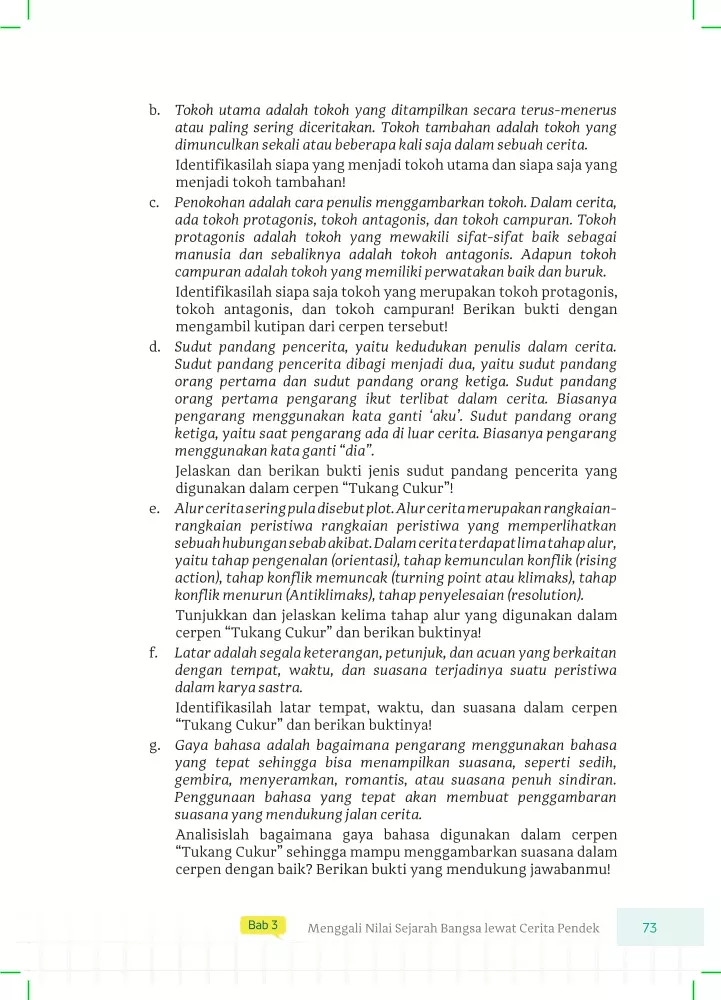 b. Tokoh utama adalah tokoh yang ditampilkan secara terus-menerus
atau paling sering diceritakan. Tokoh tambahan adalah tokoh yang
dimunculkan sekali atau beberapa kali saja dalam sebuah cerita.
Identifikasilah siapa yang menjadi tokoh utama dan siapa saja yang
menjadi tokoh tambahan!
c. Penokohan adalah cara penulis menggambarkan tokoh. Dalam cerita,
ada tokoh protagonis, tokoh antagonis, dan tokoh campuran. Tokoh
protagonis adalah tokoh yang mewakili sifat-sifat baik sebagai
manusia dan sebaliknya adalah tokoh antagonis. Adapun tokoh
campuran adalah tokoh yang memiliki perwatakan baik dan buruk.
Identifikasilah siapa saja tokoh yang merupakan tokoh protagonis,
tokoh antagonis, dan tokoh campuran! Berikan bukti dengan
mengambil kutipan dari cerpen tersebut!
d. Sudut pandang pencerita, yaitu kedudukan penulis dalam cerita.
Sudut pandang pencerita dibagi menjadi dua, yaitu sudut pandang
orang pertama dan sudut pandang orang ketiga. Sudut pandang
orang pertama pengarang ikut terlibat dalam cerita. Biasanya
pengarang menggunakan kata ganti ‘aku’. Sudut pandang orang
ketiga, yaitu saat pengarang ada di luar cerita. Biasanya pengarang
menggunakan kata ganti “dia”.
Jelaskan dan berikan bukti jenis sudut pandang pencerita yang
digunakan dalam cerpen “Tukang Cukur”!
e. Alur cerita sering pula disebut plot. Alur cerita merupakan rangkaian-
rangkaian peristiwa rangkaian peristiwa yang memperlihatkan
sebuah hubungan sebab akibat. Dalam cerita terdapat lima tahap alur,
yaitu tahap pengenalan (orientasi), tahap kemunculan konflik (rising
action), tahap konflik memuncak (turning point atau klimaks), tahap
konflik menurun (Antiklimaks), tahap penyelesaian (resolution).
Tunjukkan dan jelaskan kelima tahap alur yang digunakan dalam
cerpen “Tukang Cukur” dan berikan buktinya!
f. Latar adalah segala keterangan, petunjuk, dan acuan yang berkaitan
dengan tempat, waktu, dan suasana terjadinya suatu peristiwa
dalam karya sastra.
Identifikasilah latar tempat, waktu, dan suasana dalam cerpen
“Tukang Cukur” dan berikan buktinya!
g. Gaya bahasa adalah bagaimana pengarang menggunakan bahasa
yang tepat sehingga bisa menampilkan suasana, seperti sedih,
gembira, menyeramkan, romantis, atau suasana penuh sindiran.
Penggunaan bahasa yang tepat akan membuat penggambaran
suasana yang mendukung jalan cerita.
Analisislah bagaimana gaya bahasa digunakan dalam cerpen
“Tukang Cukur” sehingga mampu menggambarkan suasana dalam
cerpen dengan baik? Berikan bukti yang mendukung jawabanmu!
Bab 3 Menggali Nilai Sejarah Bangsa lewat Cerita Pendek 73